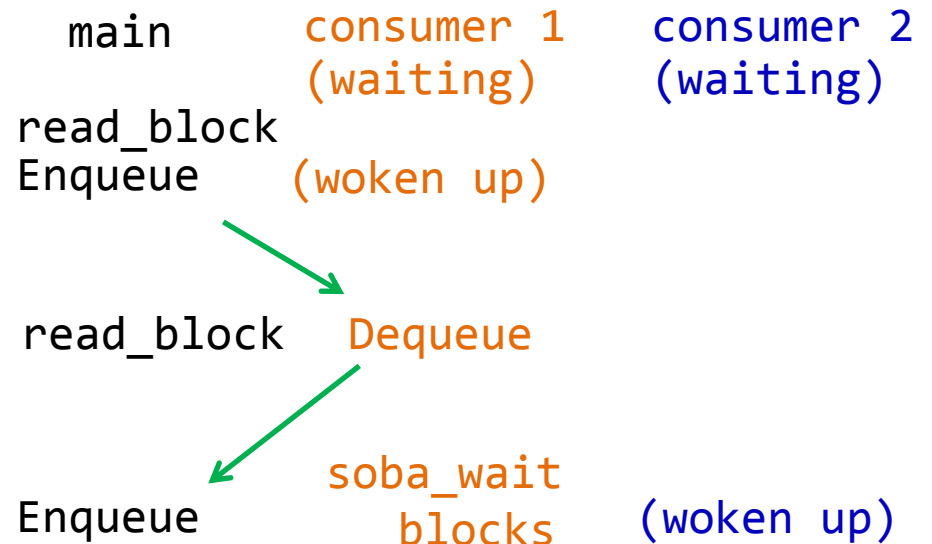 main consumer 1 consumer 2
(waiting) (waiting)
read_block
Enqueue (woken up)
read_block Dequeue
soba_wait
Enqueue blocks (woken up)